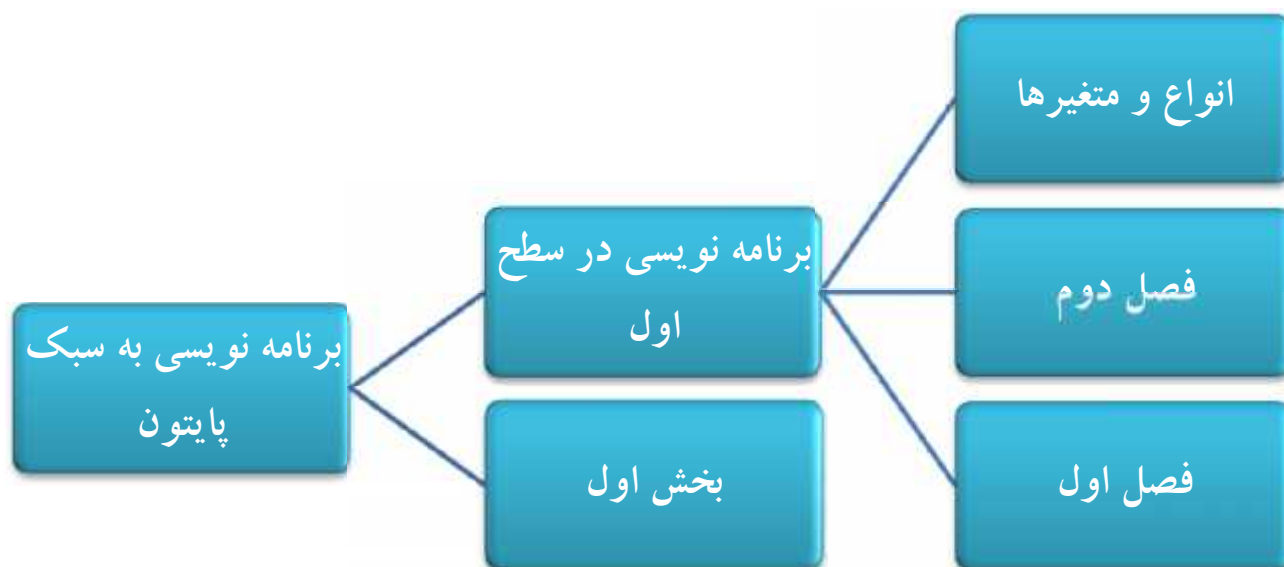 برنامه نویسی به سبک
پایتون
برنامه نویسی در سطح
اول
بخش اول
انواع و متغیرها
فصل دوم
فصل اول